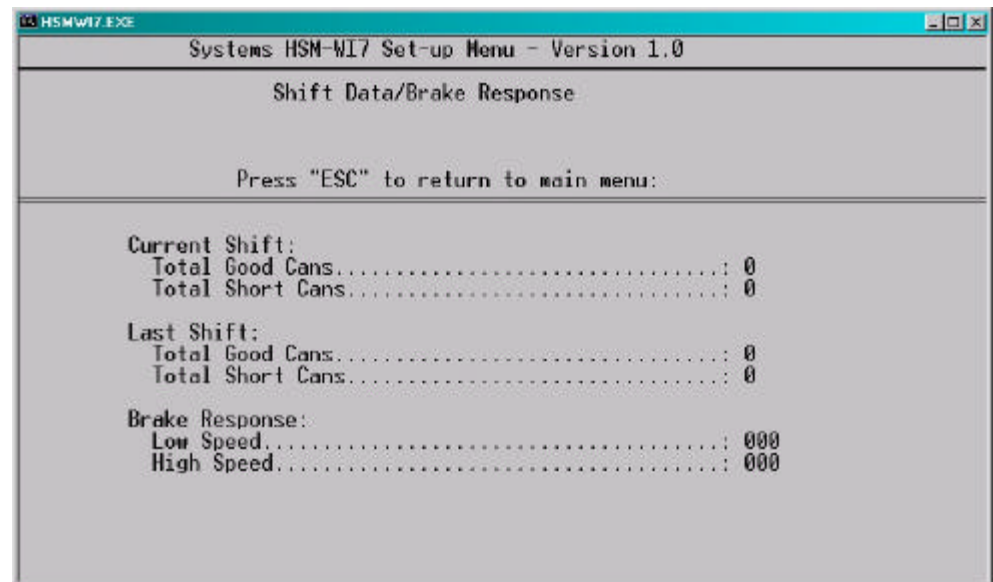 HSMWI7.EXE
Systems HSM-WI7 Set-up Menu - Version 1.0
Shift Data/Brake Response
Press "ESC" to return to main menu:
Current Shift:
Total Good Cans................................: 0
Total Short Cans...............................: 0
Last Shift:
Total Good Cans................................: 0
Total Short Cans...............................: 0
Brake Response:
Low Speed......................................: 000
High Speed.....................................: 000